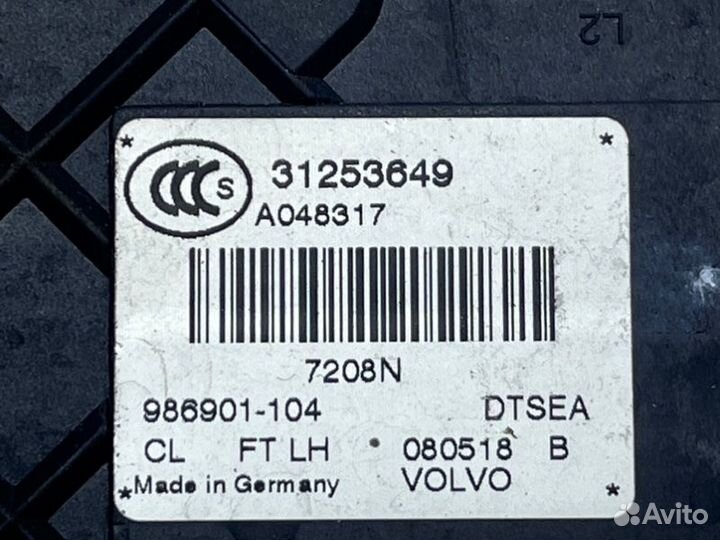 L2
CCC S
31253649
A048317
7208N
986901-104 DTSEA
CL FT LH 080518 B
Made in Germany VOLVO
Avito